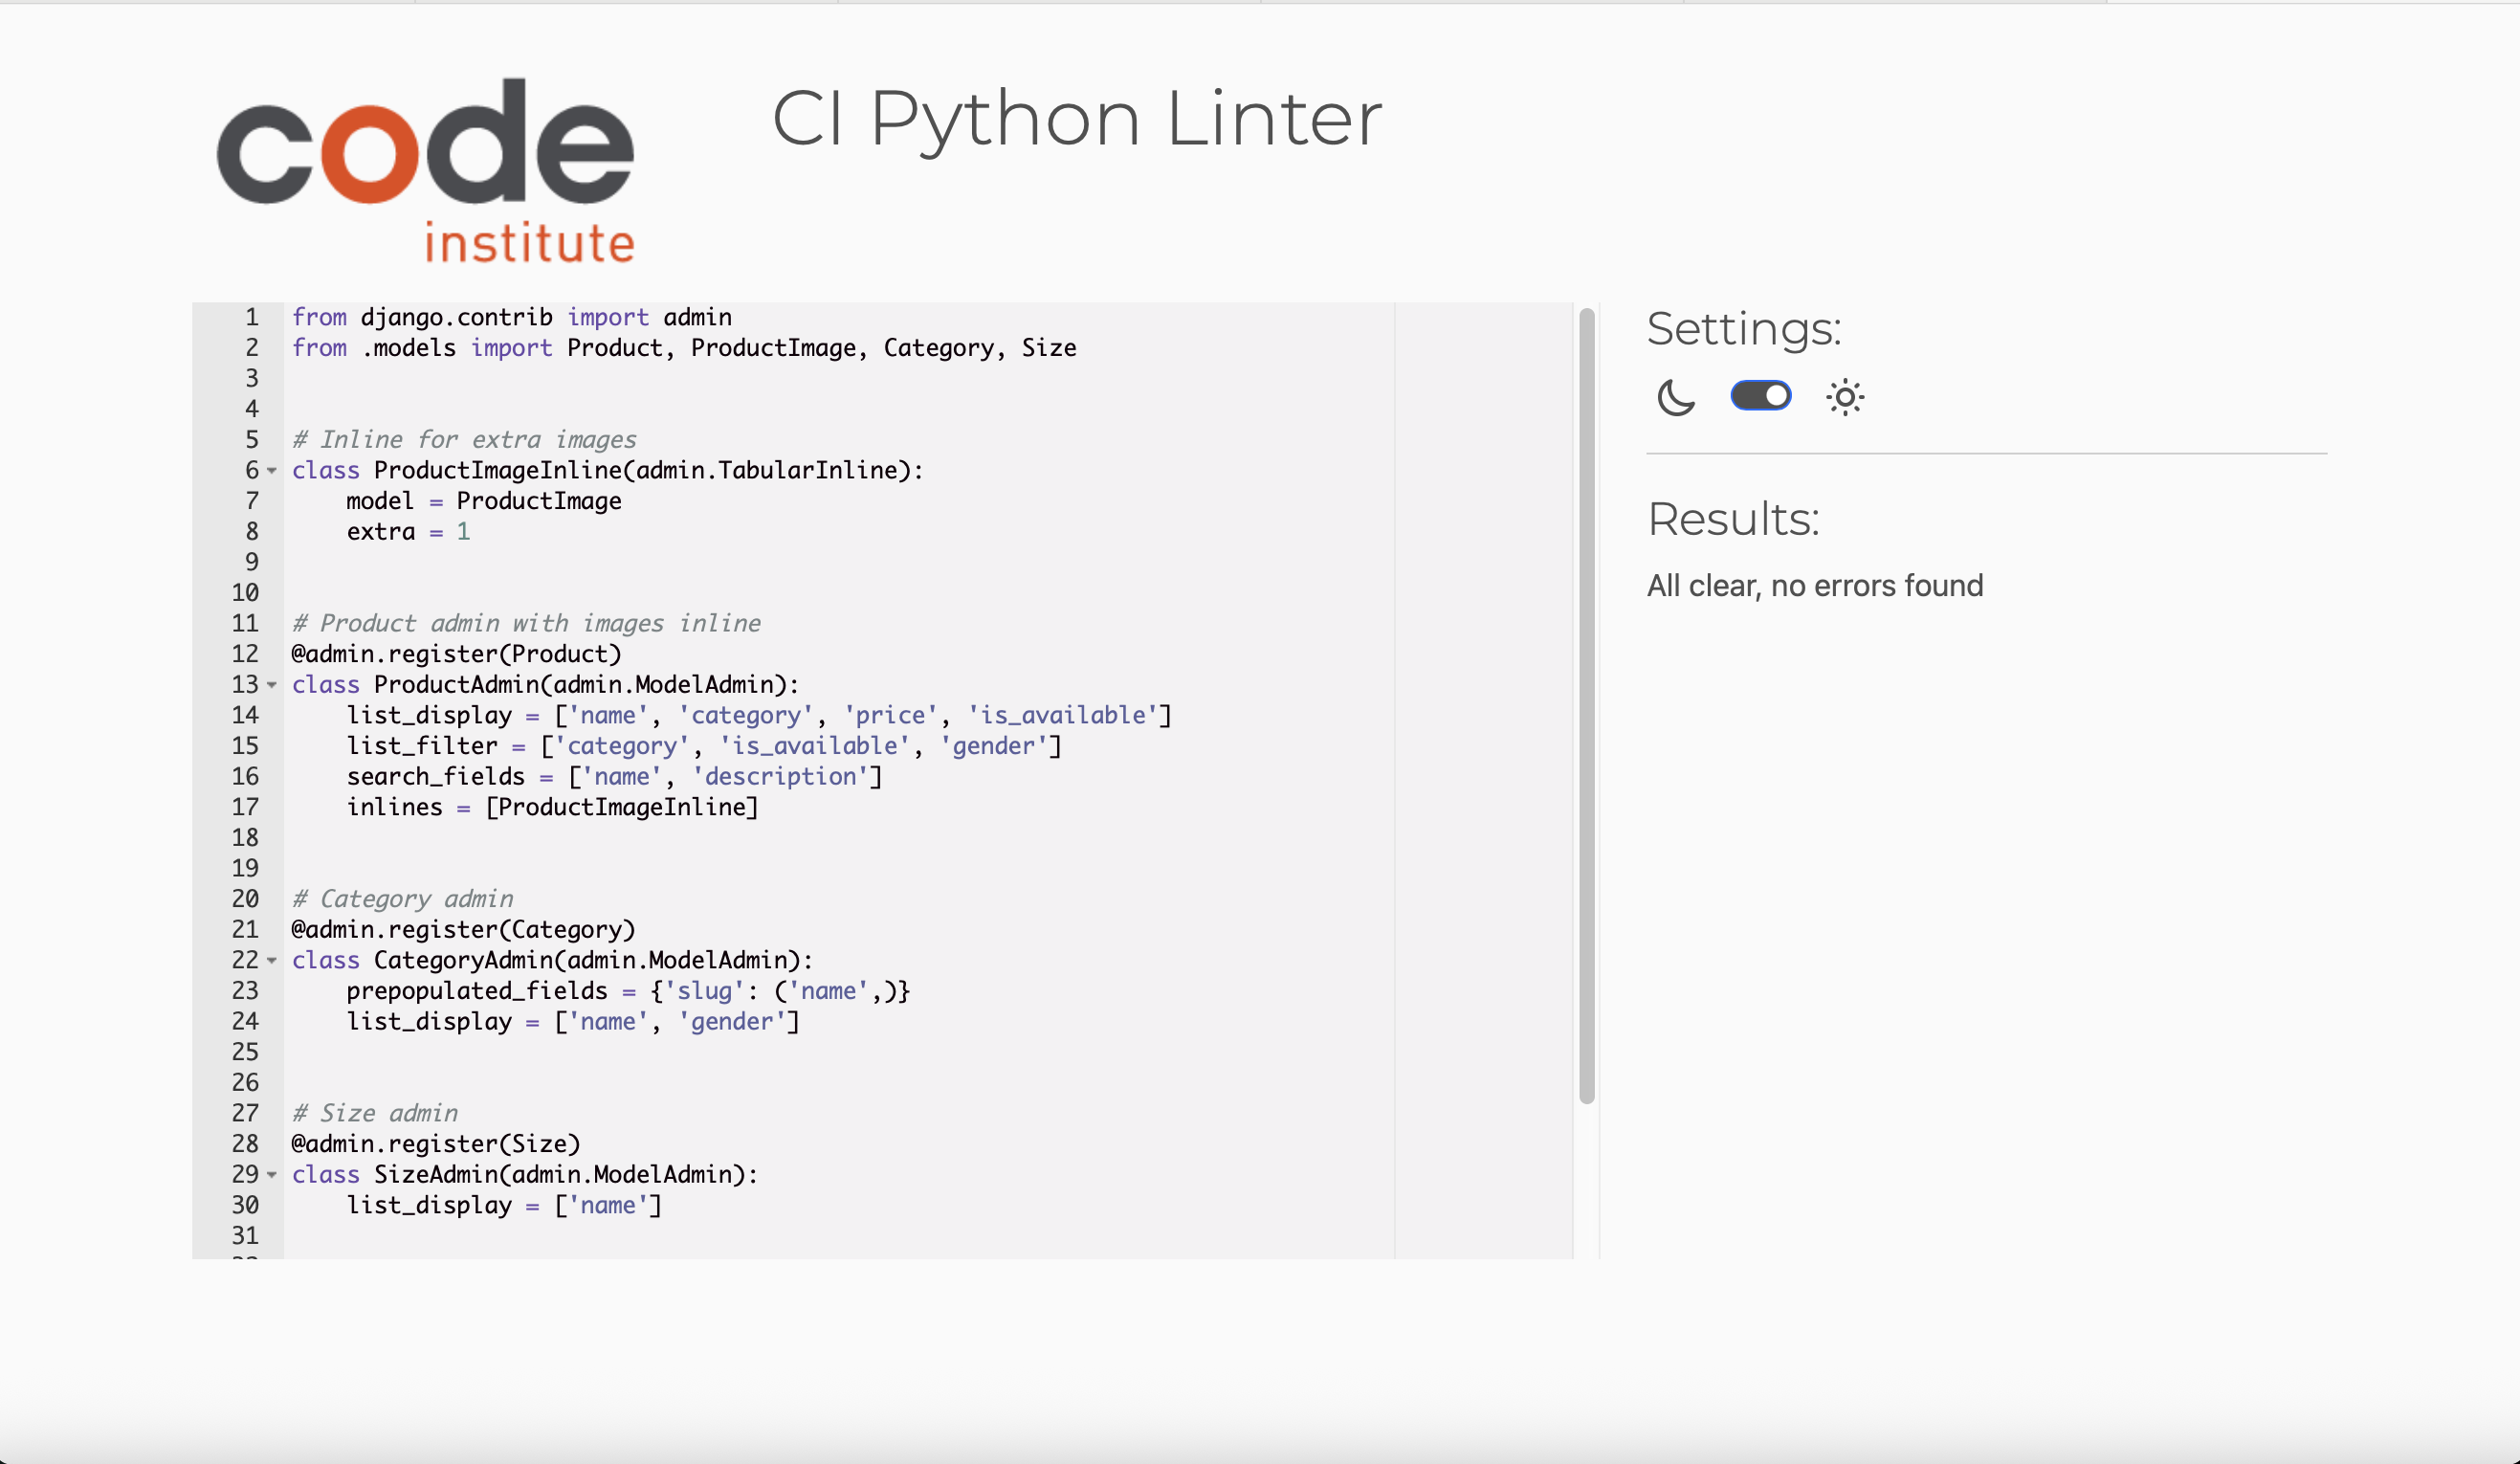 code
institute
CI Python Linter
1 from django.contrib import admin
2 from .models import Product, ProductImage, Category, Size
3
4
5 # Inline for extra images
6 class ProductImageInline(admin.TabularInline):
7     model = ProductImage
8     extra = 1
9
10
11 # Product admin with images inline
12 @admin.register(Product)
13 class ProductAdmin(admin.ModelAdmin):
14     list_display = ['name', 'category', 'price', 'is_available']
15     list_filter = ['category', 'is_available', 'gender']
16     search_fields = ['name', 'description']
17     inlines = [ProductImageInline]
18
19
20 # Category admin
21 @admin.register(Category)
22 class CategoryAdmin(admin.ModelAdmin):
23     prepopulated_fields = {'slug': ('name',)}
24     list_display = ['name', 'gender']
25
26
27 # Size admin
28 @admin.register(Size)
29 class SizeAdmin(admin.ModelAdmin):
30     list_display = ['name']
31
Settings:
Results:
All clear, no errors found